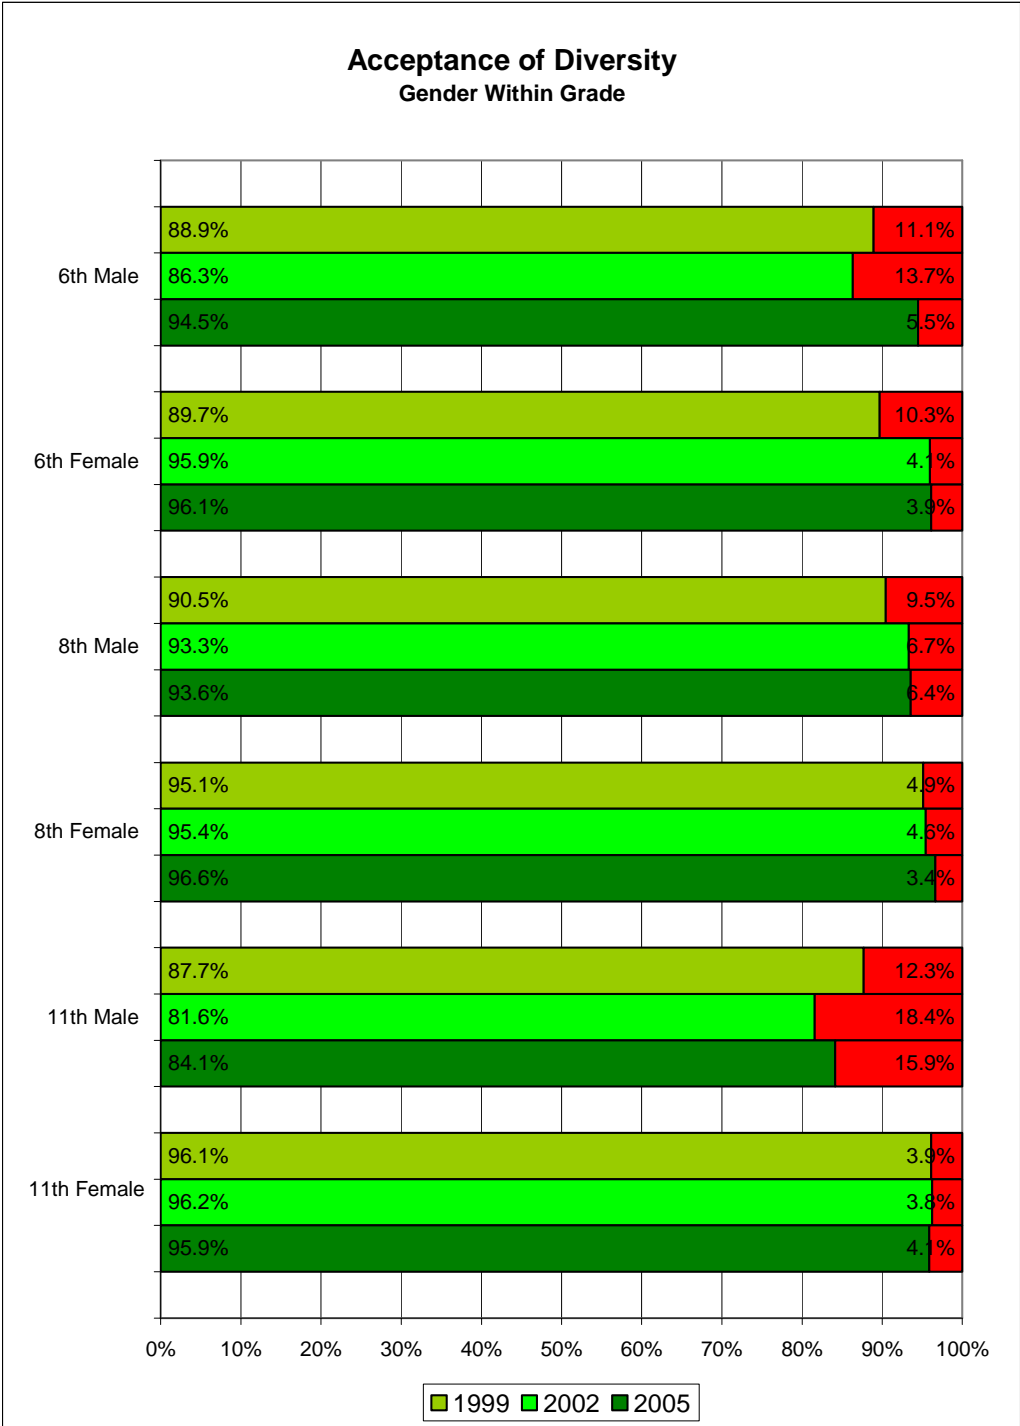 Acceptance of Diversity
Gender Within Grade
88.9% 11.1%
6th Male 86.3% 13.7%
94.5% 5.5%
89.7% 10.3%
6th Female 95.9% 4.1%
96.1% 3.9%
90.5% 9.5%
8th Male 93.3% 6.7%
93.6% 6.4%
95.1% 4.9%
8th Female 95.4% 4.6%
96.6% 3.4%
87.7% 12.3%
11th Male 81.6% 18.4%
84.1% 15.9%
96.1% 3.9%
11th Female 96.2% 3.8%
95.9% 4.1%
0% 10% 20% 30% 40% 50% 60% 70% 80% 90% 100%
1999 2002 2005